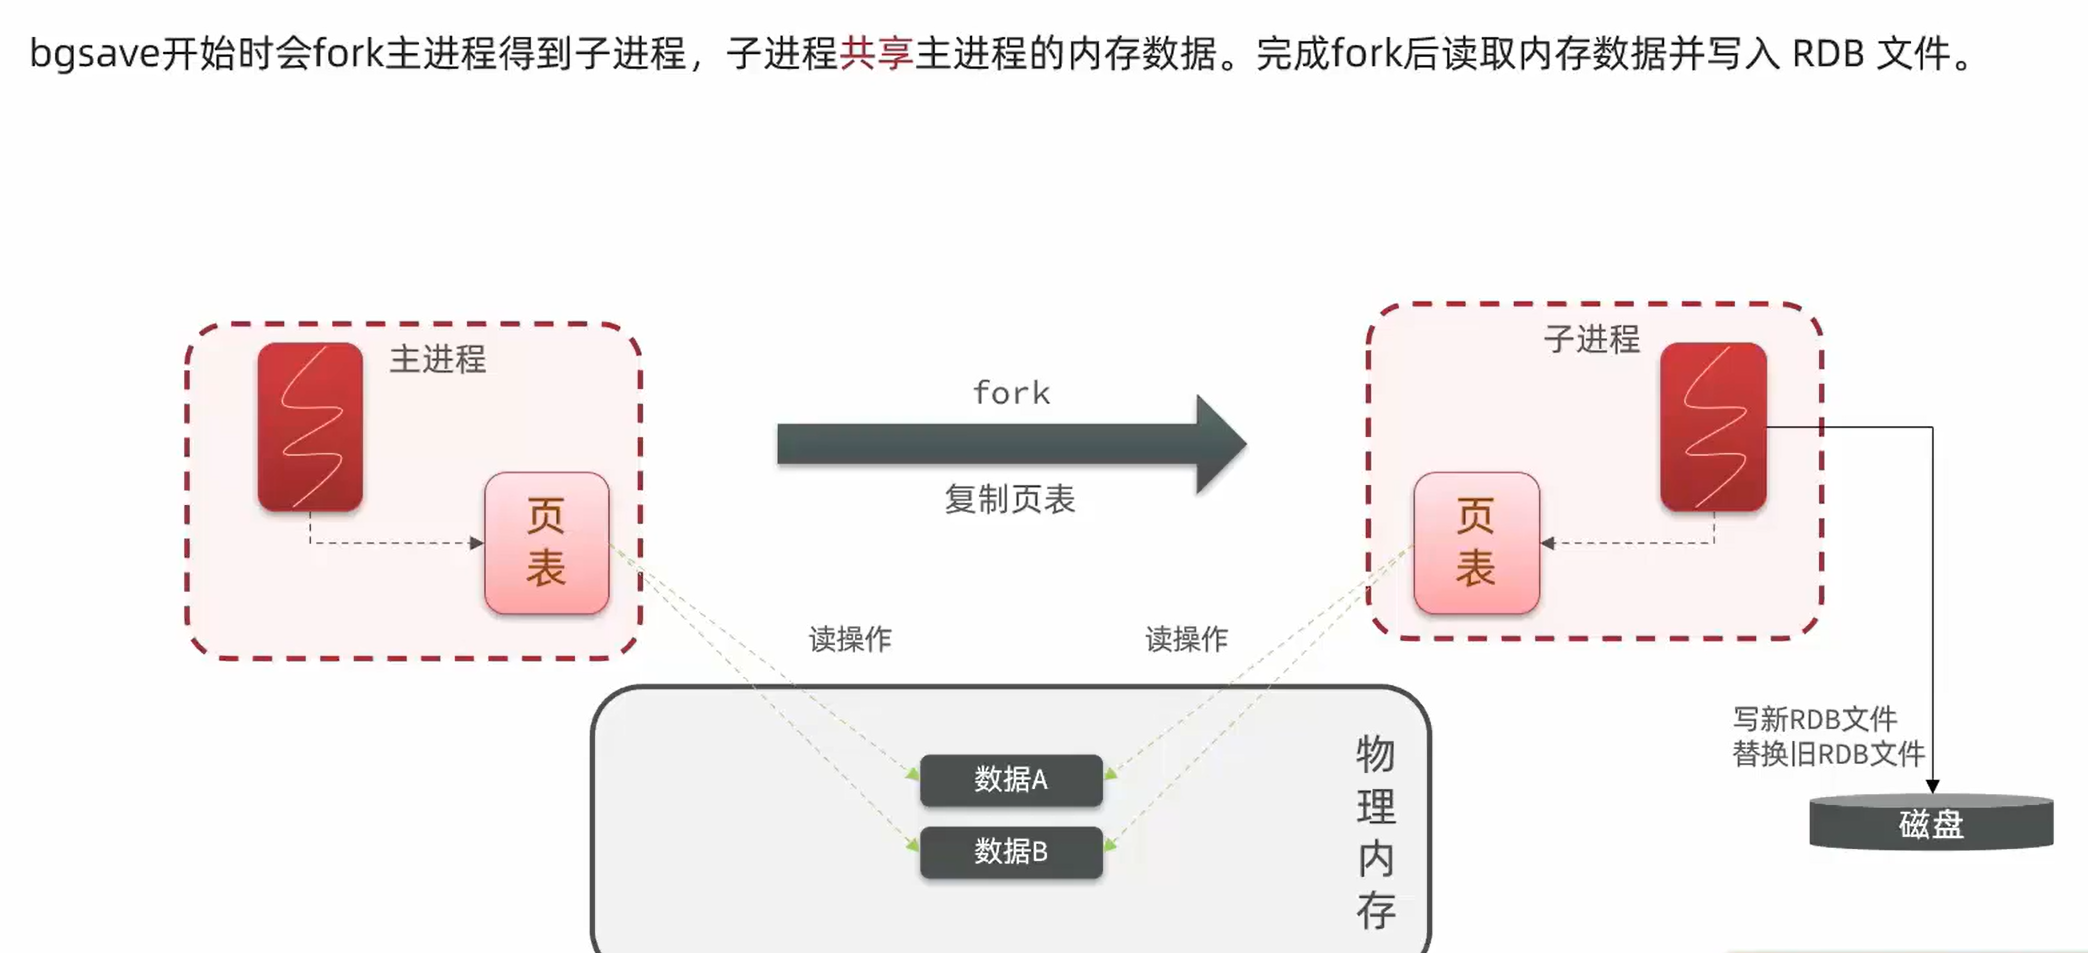 bgsave开始时会fork主进程得到子进程，子进程共享主进程的内存数据。完成fork后读取内存数据并写入 RDB 文件。
主进程
子进程
fork
复制页表
页表
页表
读操作
读操作
数据A
数据B
物理内存
写新RDB文件
替换旧RDB文件
磁盘